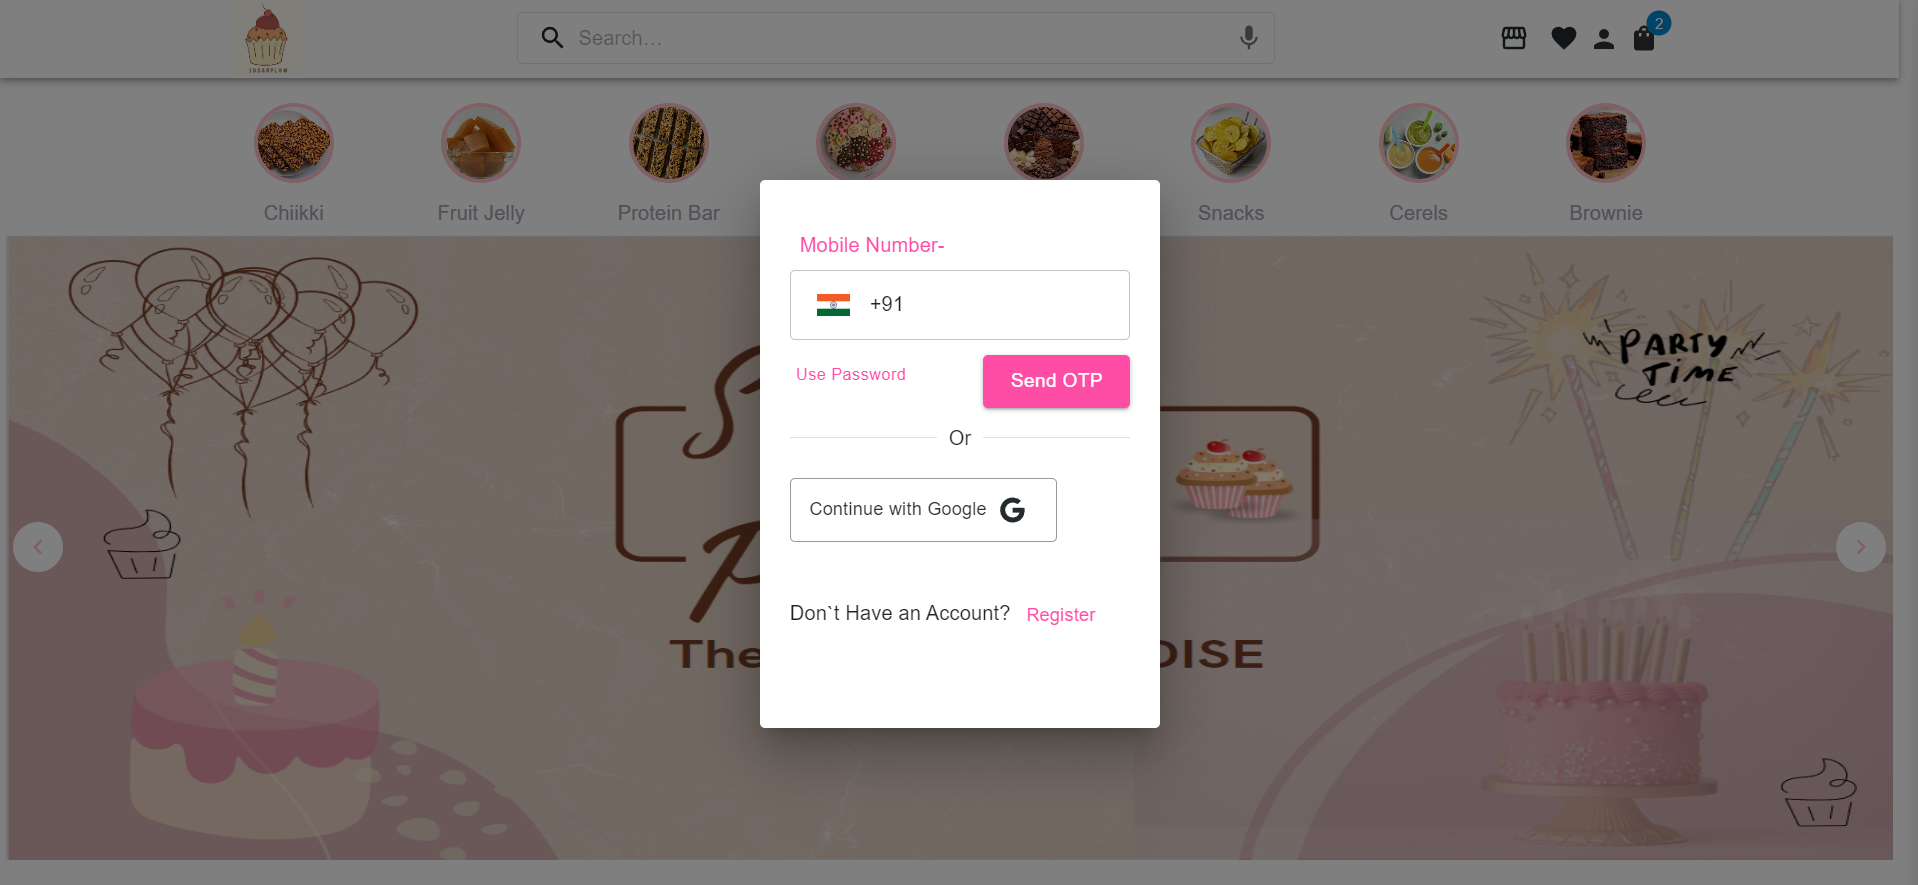 SUGARPLUM
Search...
2
Chiikki
Fruit Jelly
Protein Bar
Snacks
Cerels
Brownie
Mobile Number-
+91
Use Password
Send OTP
Or
Continue with Google
Don`t Have an Account? Register
PARTY
TIME
The
DISE